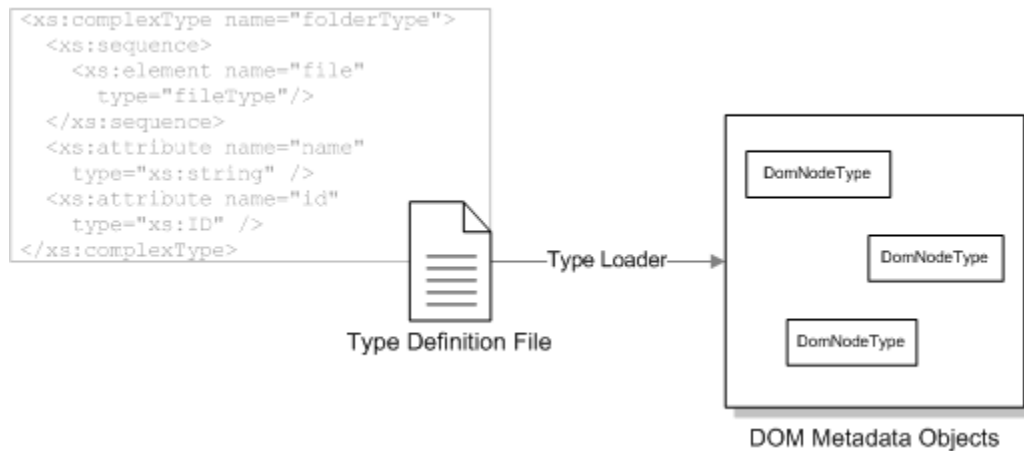 <xs:complexType name="folderType">
<xs:sequence>
<xs:element name="file"
type="fileType"/>
</xs:sequence>
<xs:attribute name="name"
type="xs:string" />
<xs:attribute name="id"
type="xs:ID" />
</xs:complexType>
Type Definition File
Type Loader
DomNodeType
DomNodeType
DomNodeType
DOM Metadata Objects